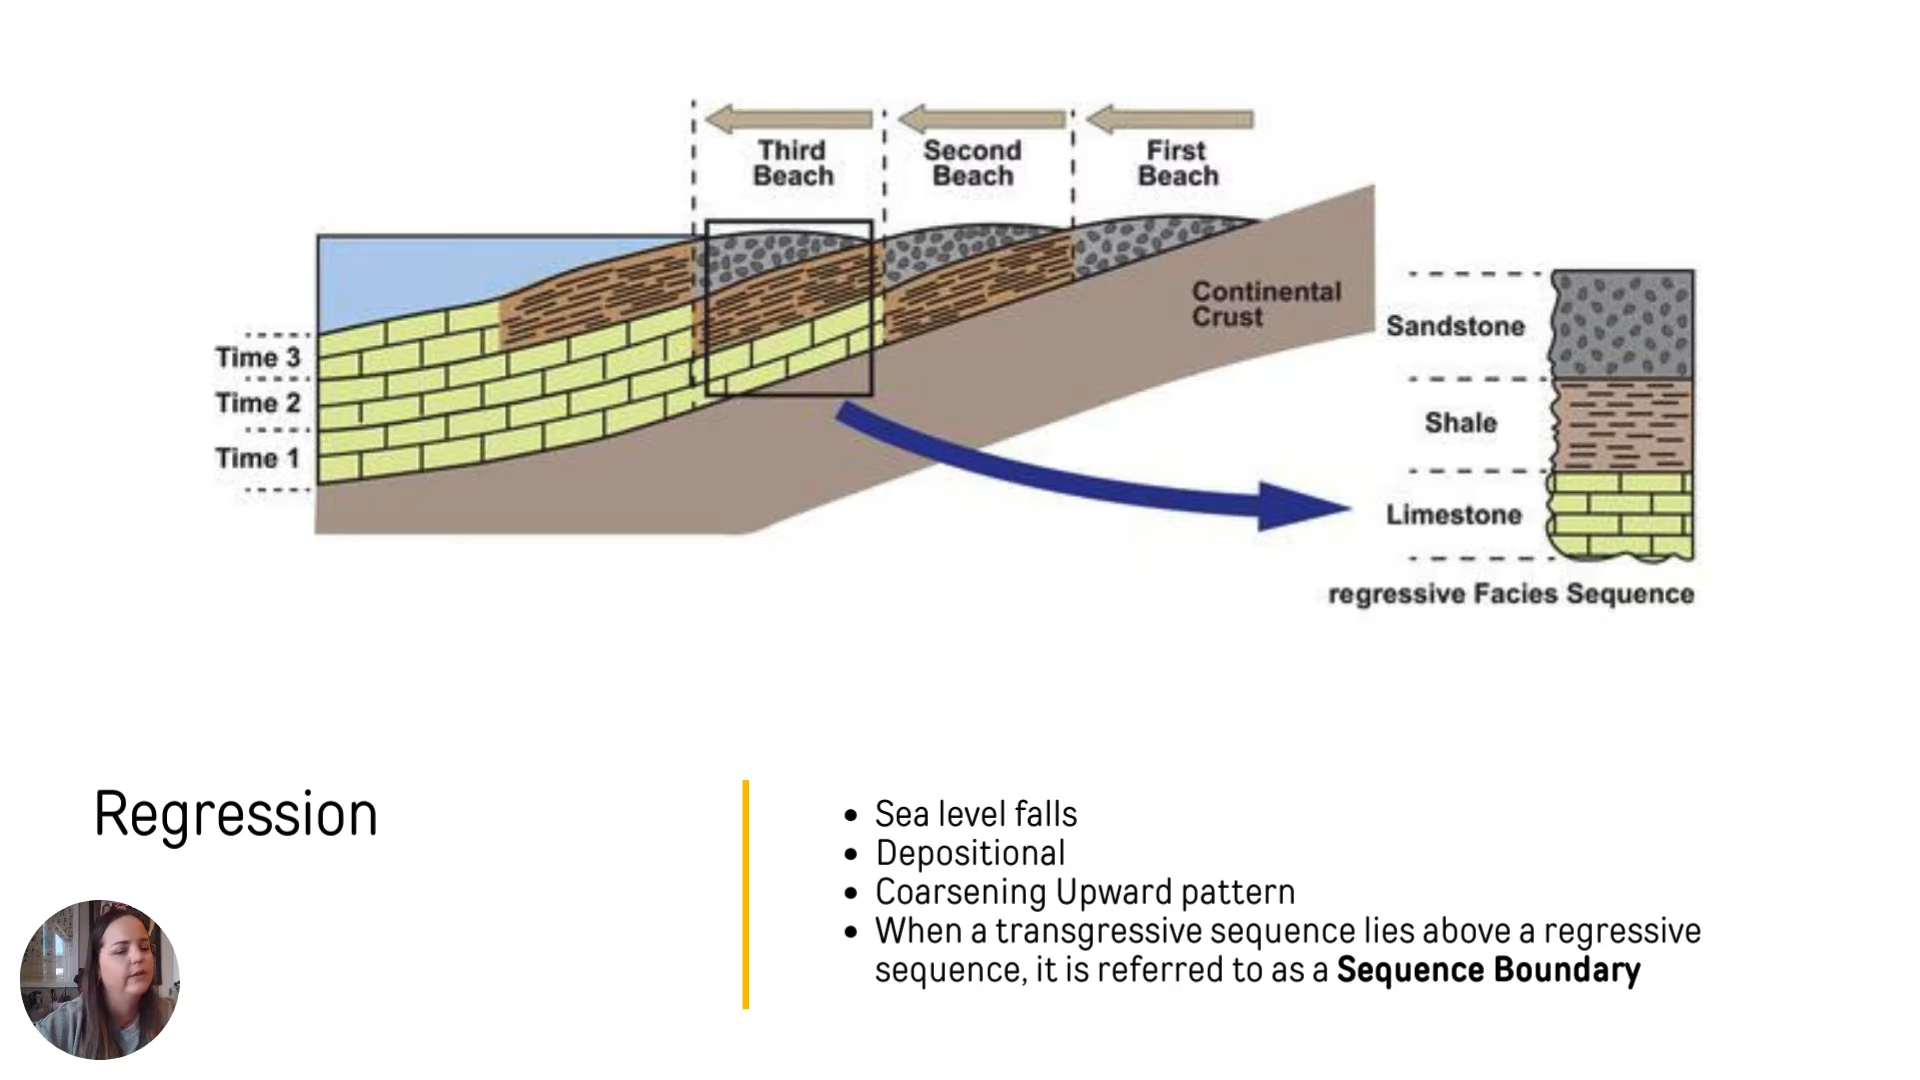 Third
Beach
Second
Beach
First
Beach
Continental
Crust
Time 3
Time 2
Time 1
Sandstone
Shale
Limestone
regressive Facies Sequence
Regression
• Sea level falls
• Depositional
• Coarsening Upward pattern
• When a transgressive sequence lies above a regressive
sequence, it is referred to as a Sequence Boundary